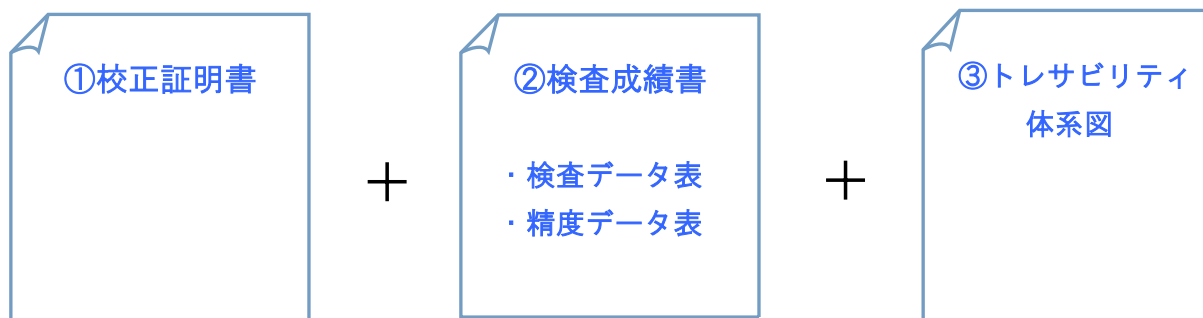 ①校正証明書
＋
②検査成績書
・検査データ表
・精度データ表
＋
③トレサビリティ
体系図